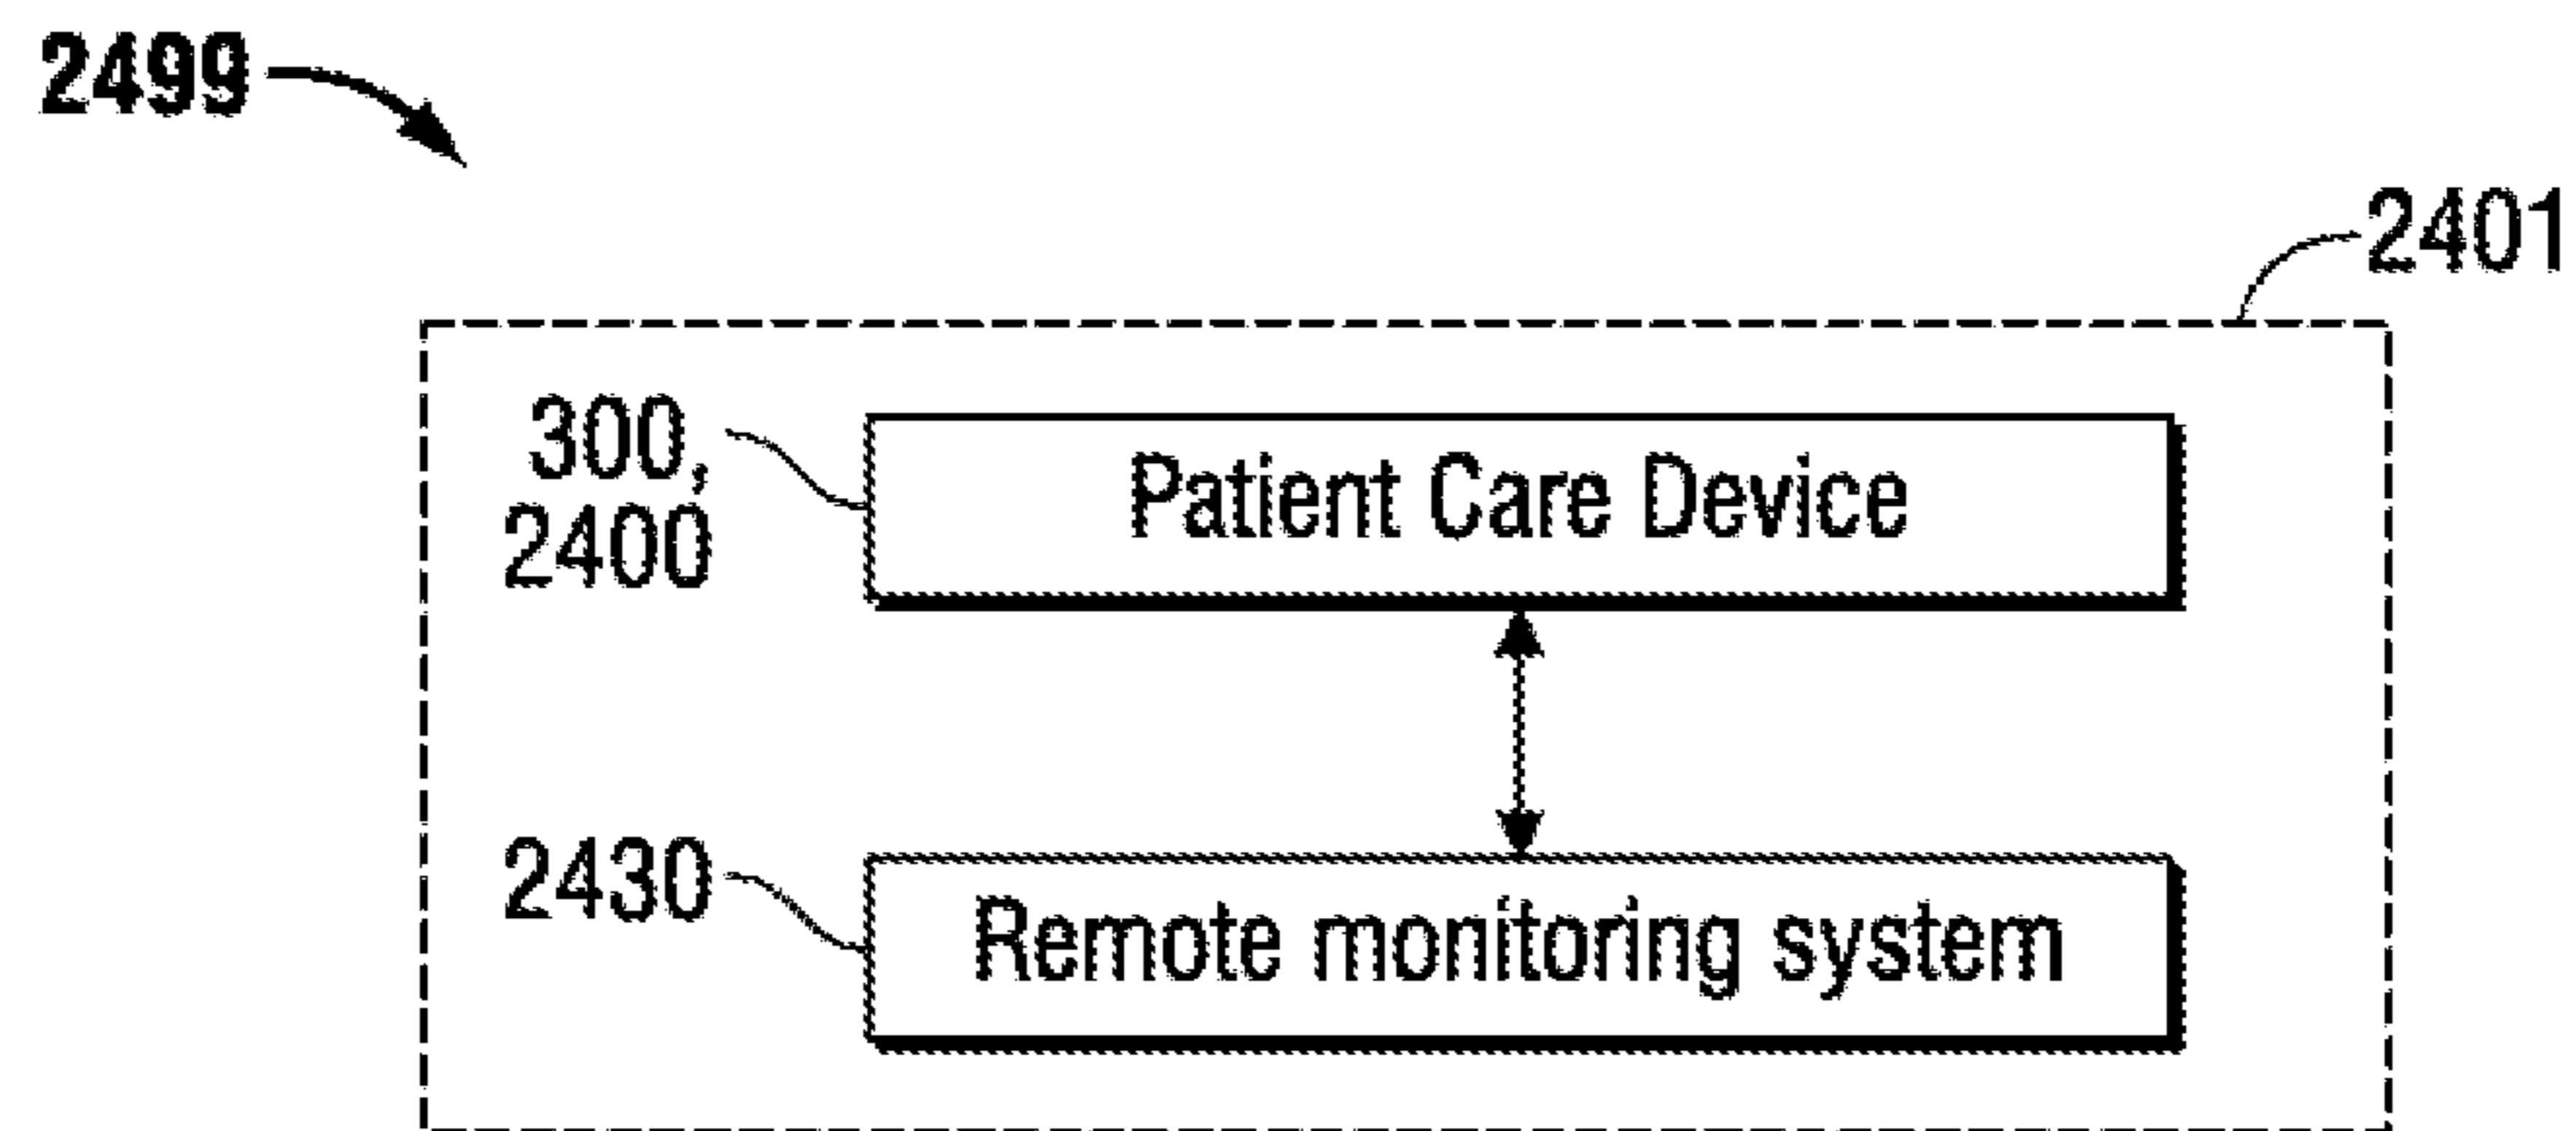 2499
2401
300,
2400
Patient Care Device
2430
Remote monitoring system